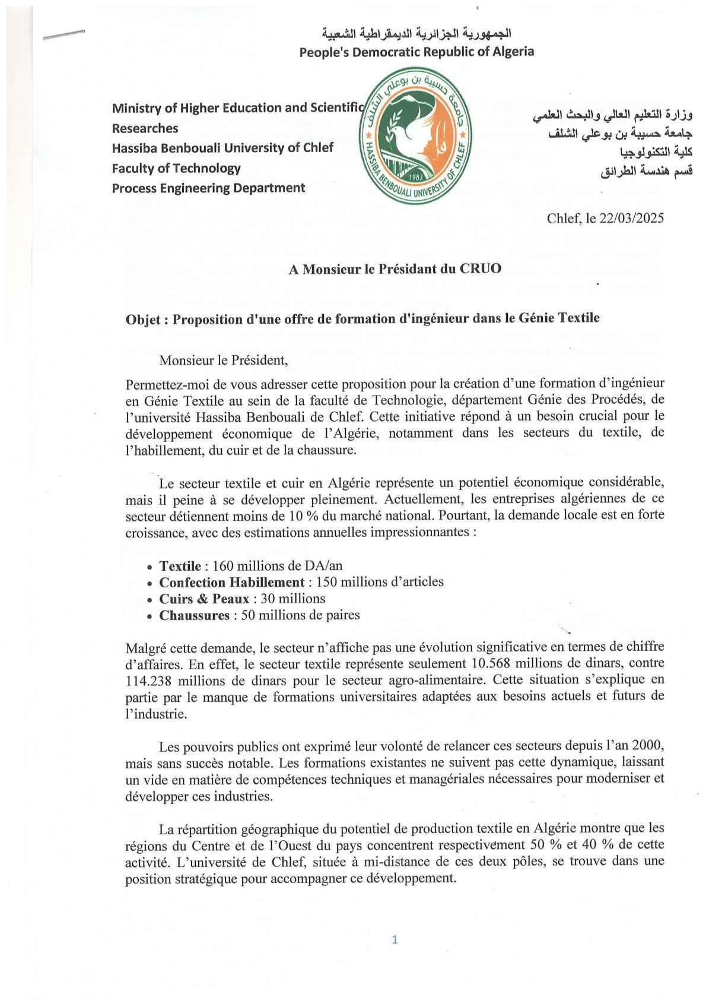 الجمهورية الجزائرية الديمقراطية الشعبية
People's Democratic Republic of Algeria
Ministry of Higher Education and Scientific
Researches
Hassiba Benbouali University of Chlef
Faculty of Technology
Process Engineering Department
جامعة حسيبة بن بوعلي الشلف
HASSIBA BENBOUALI UNIVERSITY OF CHLEF
1983
وزارة التعليم العالي والبحث العلمي
جامعة حسيبة بن بوعلي الشلف
كلية التكنولوجيا
قسم هندسة الطرائق
Chlef, le 22/03/2025
A Monsieur le Présidant du CRUO
Objet : Proposition d'une offre de formation d'ingénieur dans le Génie Textile
Monsieur le Président,
Permettez-moi de vous adresser cette proposition pour la création d’une formation d’ingénieur
en Génie Textile au sein de la faculté de Technologie, département Génie des Procédés, de
l’université Hassiba Benbouali de Chlef. Cette initiative répond à un besoin crucial pour le
développement économique de l’Algérie, notamment dans les secteurs du textile, de
l’habillement, du cuir et de la chaussure.
Le secteur textile et cuir en Algérie représente un potentiel économique considérable,
mais il peine à se développer pleinement. Actuellement, les entreprises algériennes de ce
secteur détiennent moins de 10 % du marché national. Pourtant, la demande locale est en forte
croissance, avec des estimations annuelles impressionnantes :
• Textile : 160 millions de DA/an
• Confection Habillement : 150 millions d’articles
• Cuirs & Peaux : 30 millions
• Chaussures : 50 millions de paires
Malgré cette demande, le secteur n’affiche pas une évolution significative en termes de chiffre
d’affaires. En effet, le secteur textile représente seulement 10.568 millions de dinars, contre
114.238 millions de dinars pour le secteur agro-alimentaire. Cette situation s’explique en
partie par le manque de formations universitaires adaptées aux besoins actuels et futurs de
l’industrie.
Les pouvoirs publics ont exprimé leur volonté de relancer ces secteurs depuis l’an 2000,
mais sans succès notable. Les formations existantes ne suivent pas cette dynamique, laissant
un vide en matière de compétences techniques et managériales nécessaires pour moderniser et
développer ces industries.
La répartition géographique du potentiel de production textile en Algérie montre que les
régions du Centre et de l’Ouest du pays concentrent respectivement 50 % et 40 % de cette
activité. L’université de Chlef, située à mi-distance de ces deux pôles, se trouve dans une
position stratégique pour accompagner ce développement.
1